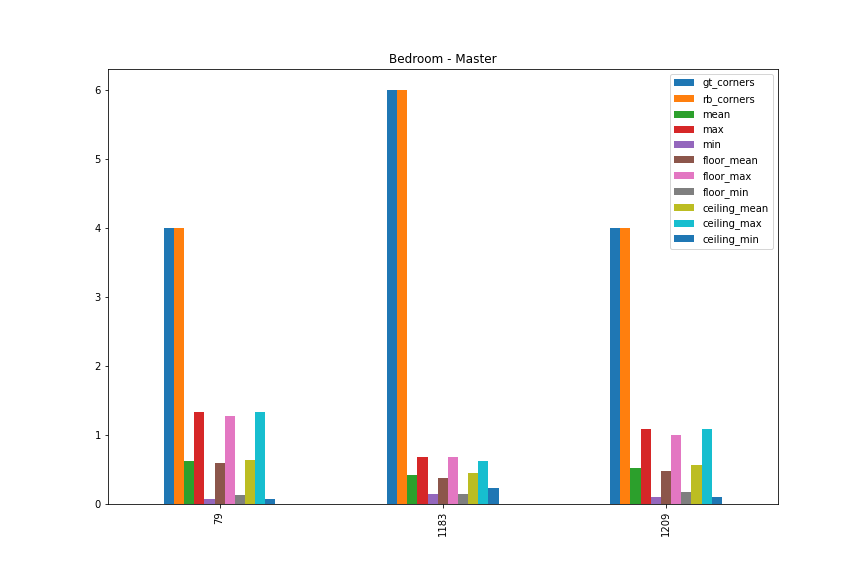 Bedroom - Master
6
5
4
3
2
1
0
79
1183
1209
gt_corners
rb_corners
mean
max
min
floor_mean
floor_max
floor_min
ceiling_mean
ceiling_max
ceiling_min